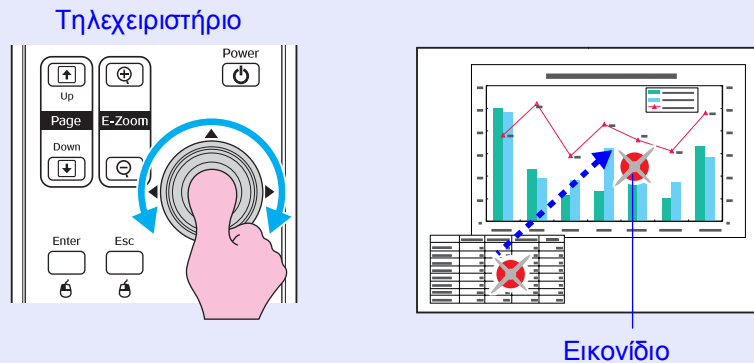 Τηλεχειριστήριο
Power
Up
Page
E-Zoom
Down
Enter
Esc
Εικονίδιο